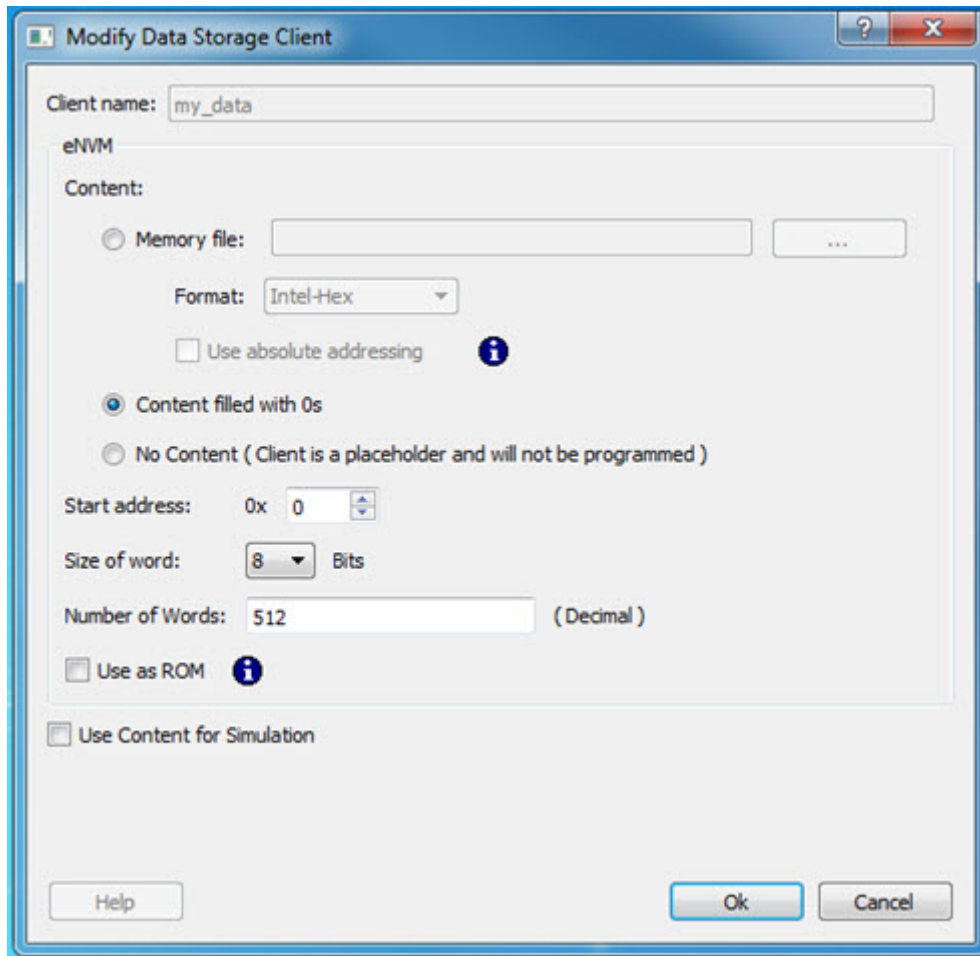 Modify Data Storage Client
Client name: my_data
eNVM
Content:
Memory file: ...
Format: Intel-Hex
Use absolute addressing
Content filled with 0s
No Content ( Client is a placeholder and will not be programmed )
Start address: 0x 0
Size of word: 8 Bits
Number of Words: 512 ( Decimal )
Use as ROM
Use Content for Simulation
Help Ok Cancel